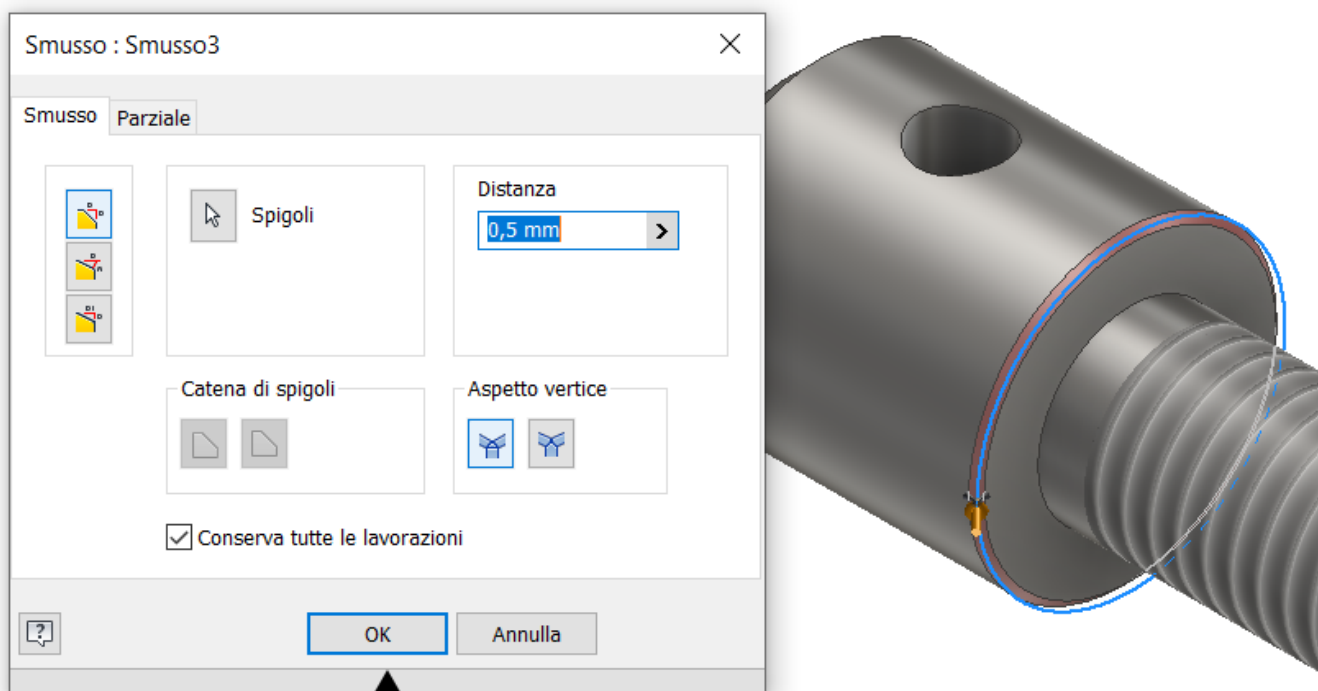 Smusso : Smusso3
Smusso Parziale
Spigoli
Distanza
0,5 mm
Catena di spigoli
Aspetto vertice
Conserva tutte le lavorazioni
?
OK Annulla